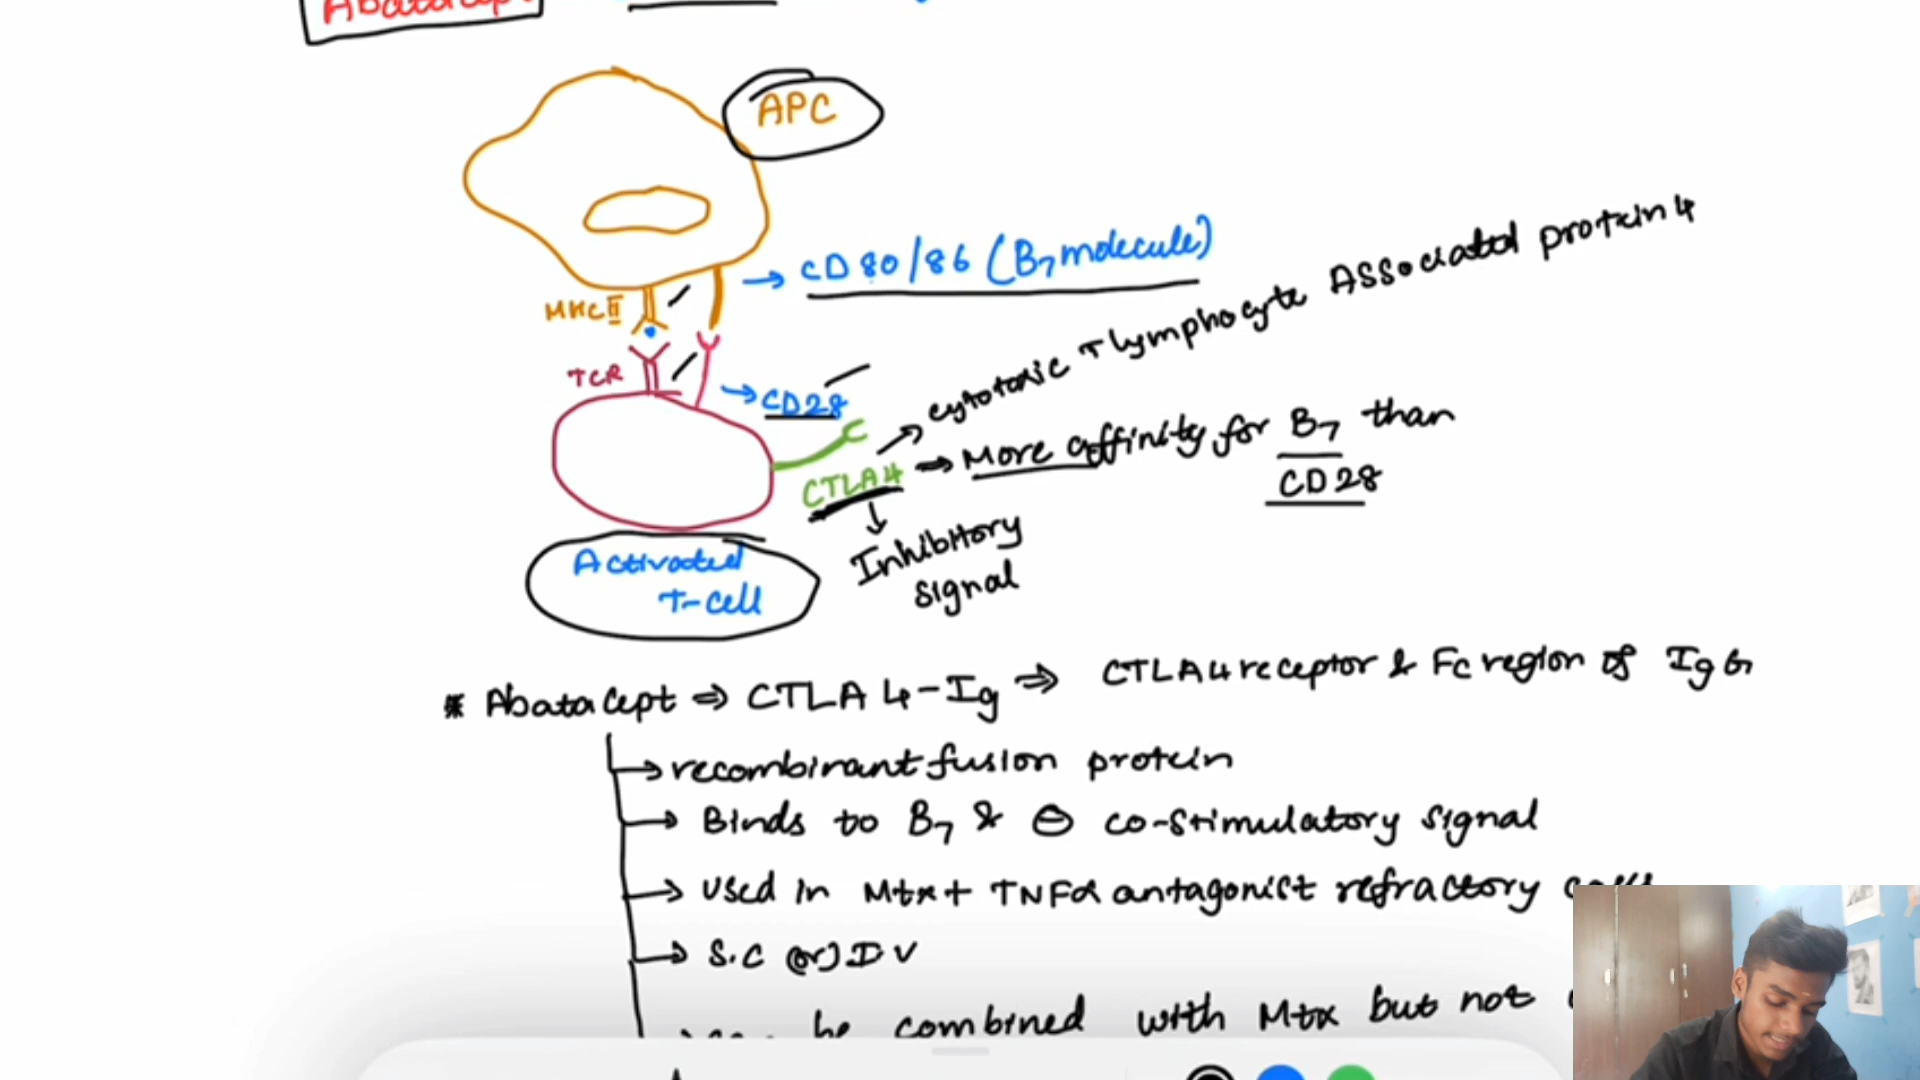 Abatacept
APC
CD 80/86 (B7 molecule)
MHC II
TCR
CD28
cytotoxic T lymphocyte Associated protein 4
CTLA4
More affinity for B7 than
CD28
Inhibitory
signal
Activated
T-cell
* Abatacept ⇒ CTLA 4-Ig ⇒ CTLA4 receptor & Fc region of IgG
recombinant fusion protein
Binds to B7 & ⊖ co-stimulatory signal
used in Mtx + TNFα antagonist refractory
S.C (or) IV
be combined with Mtx but not